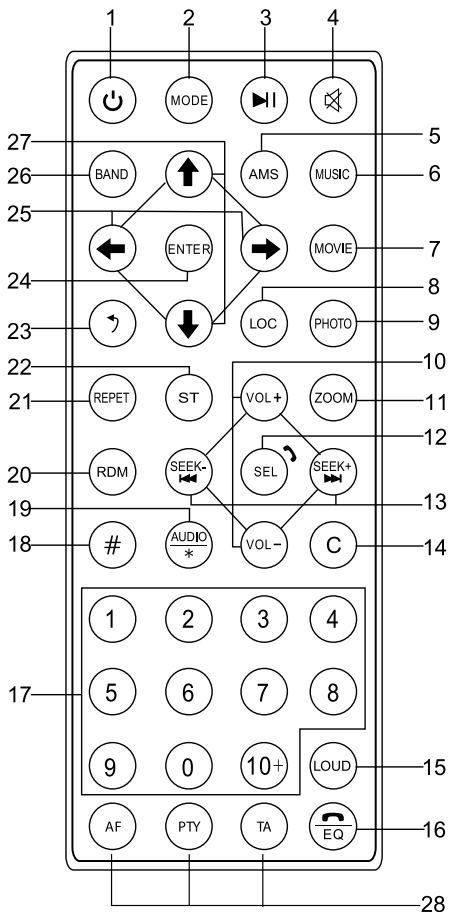 1 2 3 4
MODE
27 5
26 BAND AMS MUSIC 6
25
ENTER MOVIE 7
24 8
23 LOC PHOTO 9
22 10
21 REPET ST VOL+ ZOOM 11
12
20 RDM SEEK- SEL SEEK+
19 13
18 # AUDIO
* VOL- C 14
1 2 3 4
17 5 6 7 8
9 0 10+ LOUD 15
AF PTY TA EQ 16
28